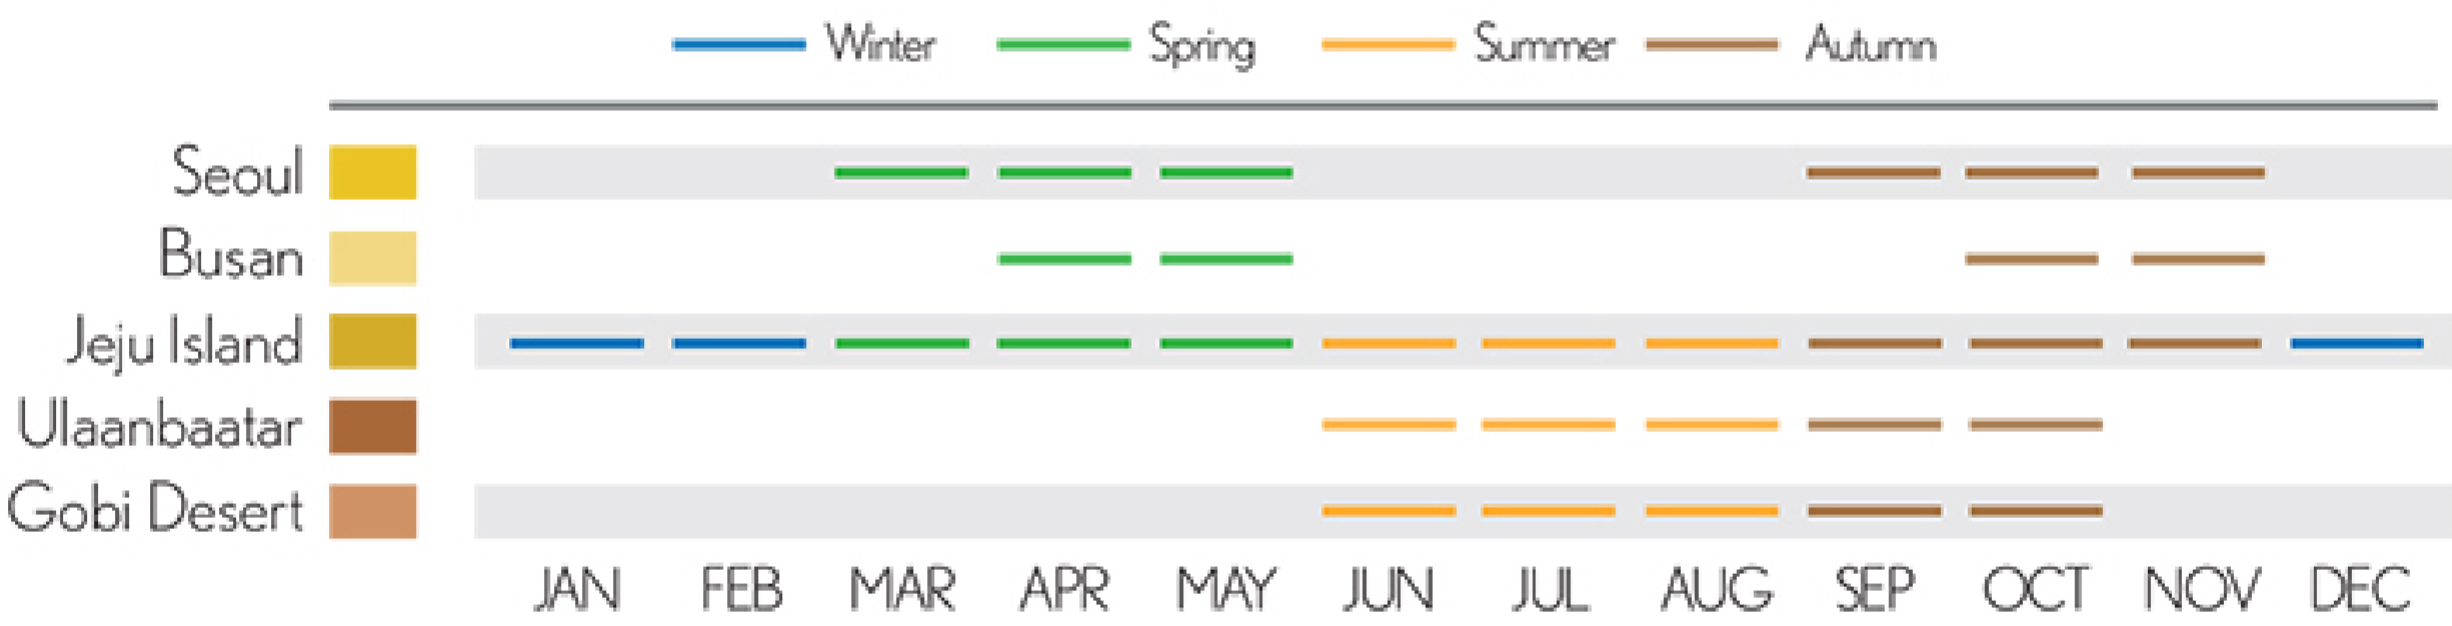 Winter Spring Summer Autumn
Seoul
Busan
Jeju Island
Ulaanbaatar
Gobi Desert
JAN FEB MAR APR MAY JUN JUL AUG SEP OCT NOV DEC